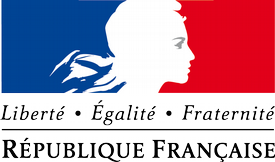 Liberté • Égalité • Fraternité
RÉPUBLIQUE FRANÇAISE